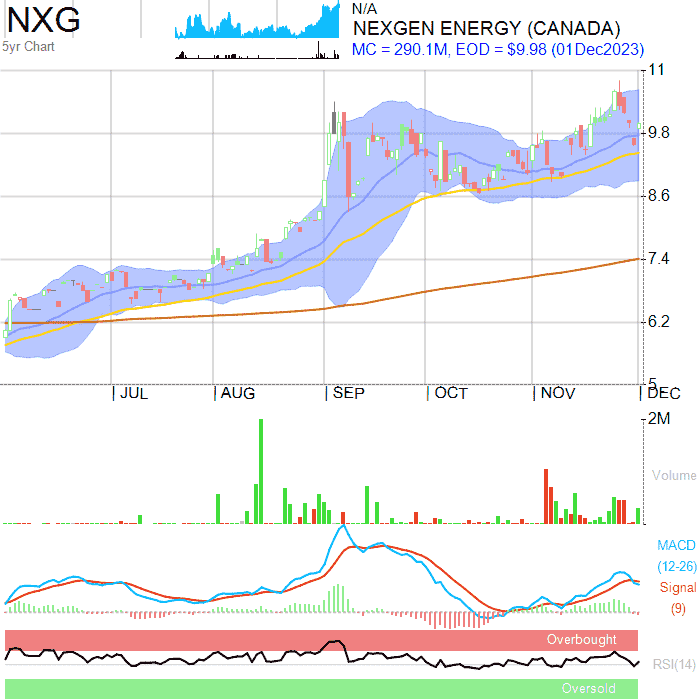 NXG
5yr Chart
N/A
NEXGEN ENERGY (CANADA)
MC = 290.1M, EOD = $9.98 (01Dec2023)
11
9.8
8.6
7.4
6.2
5
JUL AUG SEP OCT NOV DEC
2M
Volume
MACD
(12-26)
Signal
(9)
Overbought
RSI(14)
Oversold